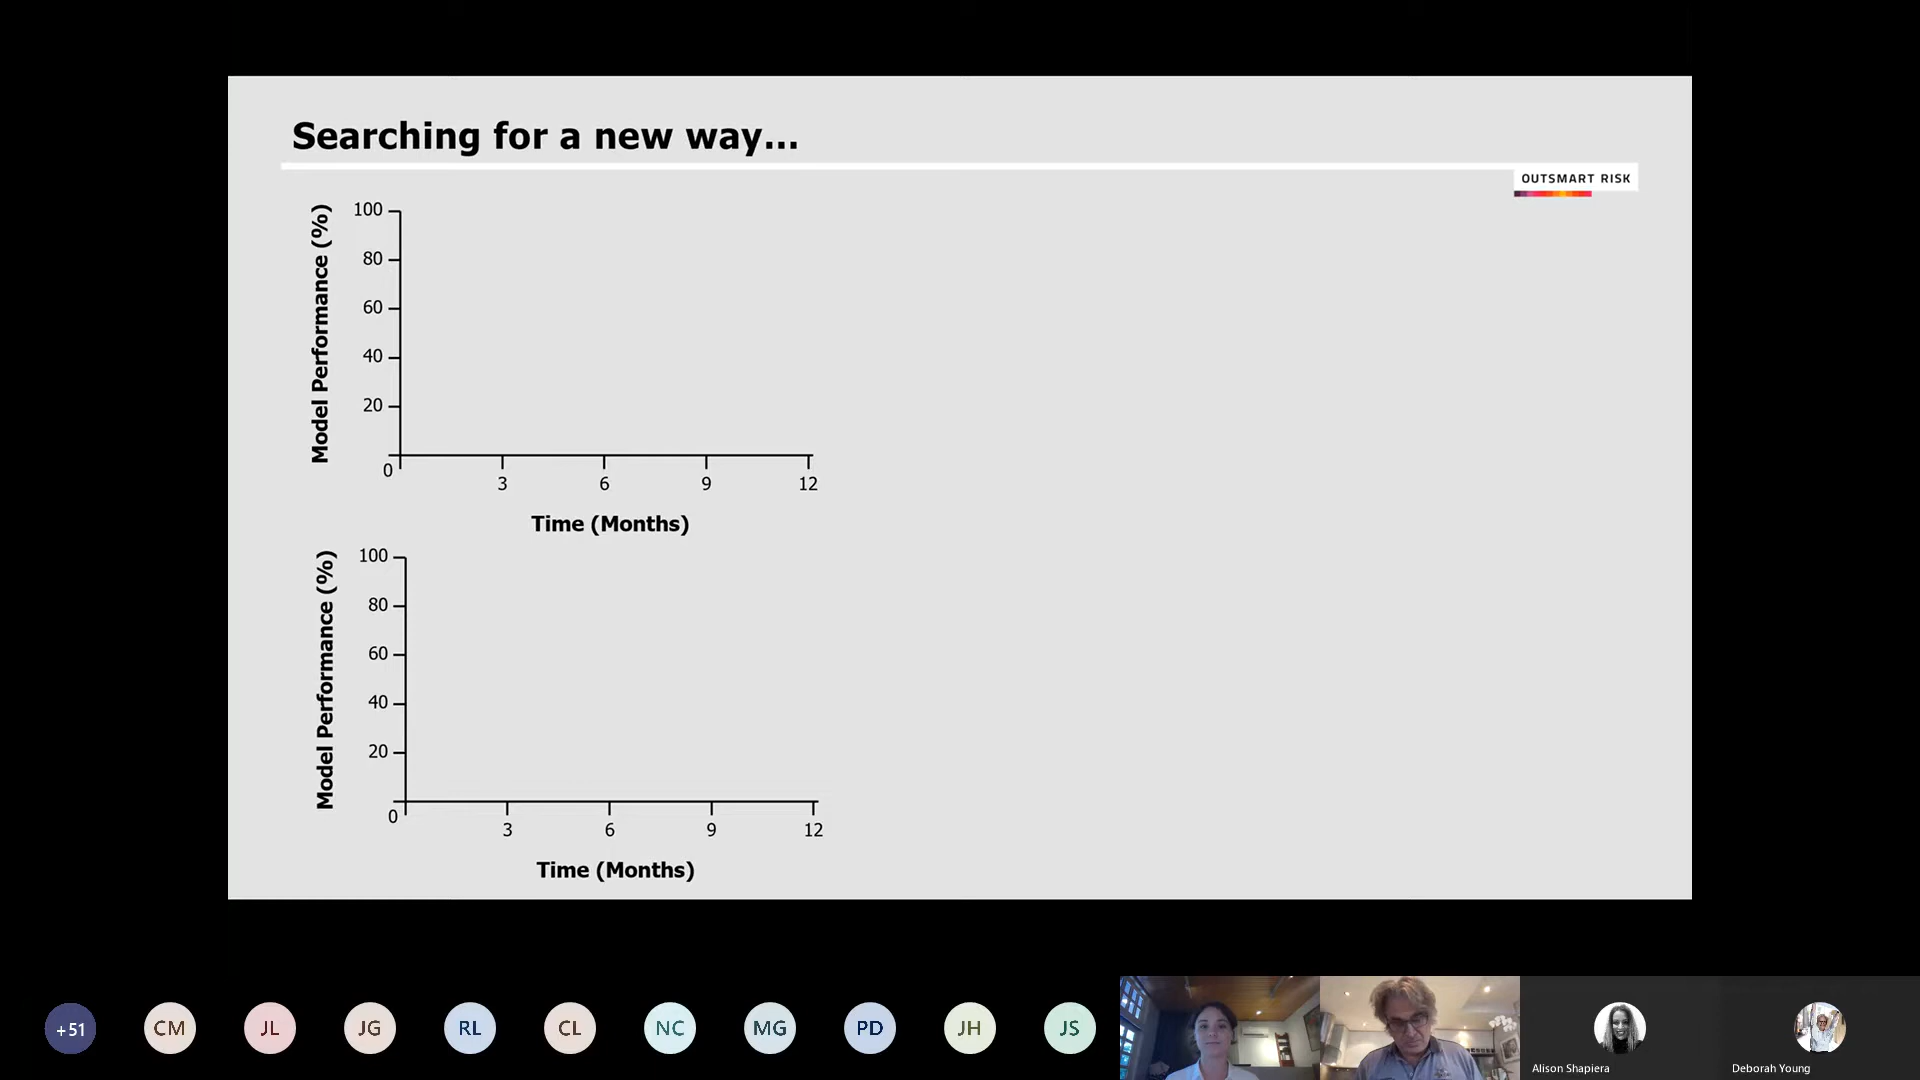 Searching for a new way...
OUTSMART RISK
Model Performance (%)
100
80
60
40
20
0
3 6 9 12
Time (Months)
Model Performance (%)
100
80
60
40
20
0
3 6 9 12
Time (Months)
+51 CM JL JG RL CL NC MG PD JH JS
Alison Shapiera
Deborah Young